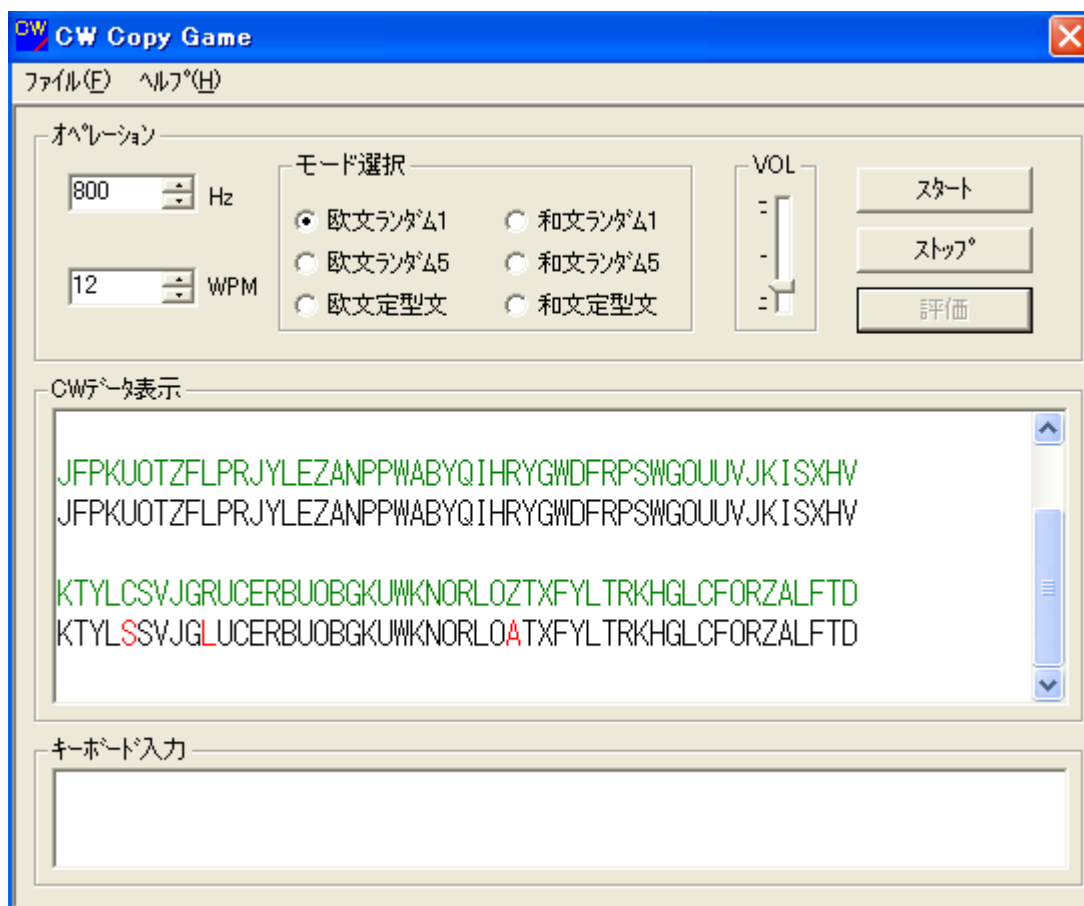 CW CW Copy Game
ファイル(F) ヘルプ(H)
オペレーション
800 Hz
12 WPM
モード選択
欧文ランダム1 和文ランダム1
欧文ランダム5 和文ランダム5
欧文定型文 和文定型文
VOL
スタート
ストップ
評価
CWデータ表示
JFPKUOTZFLPRJYLEZANPPWABYQIHRYGWDFRPSWGOUUVJKISXHV
JFPKUOTZFLPRJYLEZANPPWABYQIHRYGWDFRPSWGOUUVJKISXHV
KTYLCSVJGRUCERBUOBGKUWKNORLOZTXFYLTRKHGLCFORZALFTD
KTYLSSVJGLUCERBUOBGKUWKNORLOATXFYLTRKHGLCFORZALFTD
キーボード入力